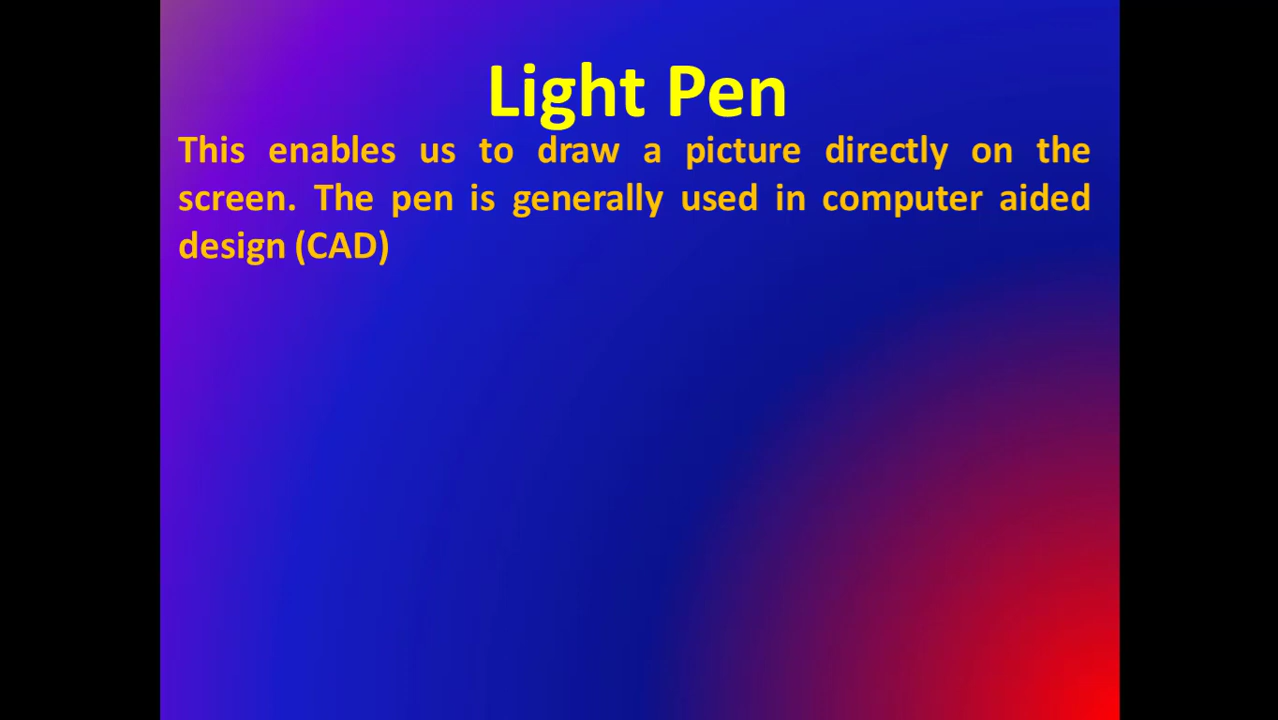 Light Pen
This enables us to draw a picture directly on the
screen. The pen is generally used in computer aided
design (CAD)